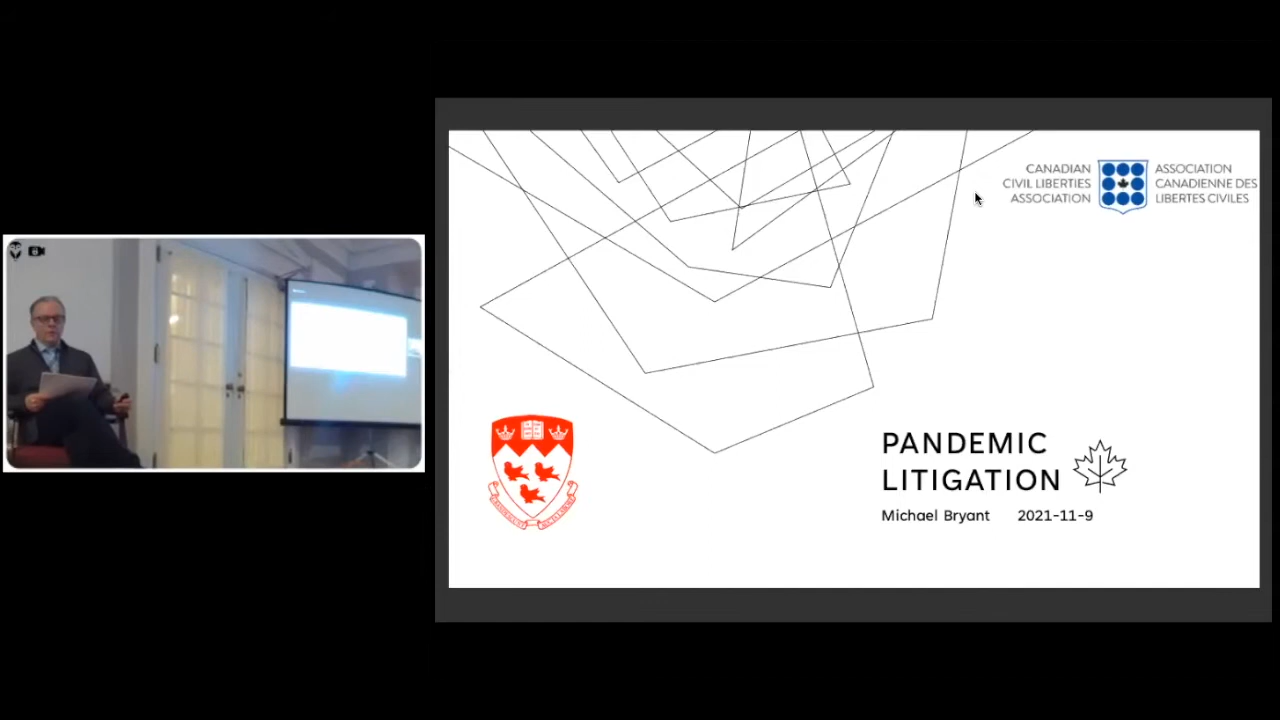 CANADIAN
CIVIL LIBERTIES
ASSOCIATION
ASSOCIATION
CANADIENNE DES
LIBERTES CIVILES
PANDEMIC
LITIGATION
Michael Bryant 2021-11-9